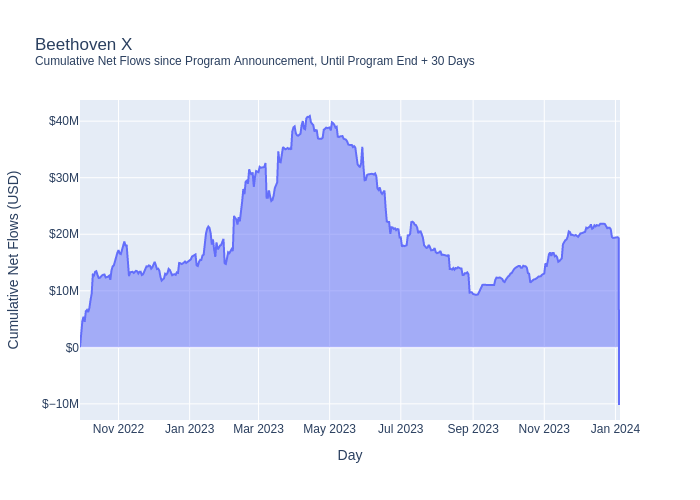 Beethoven X
Cumulative Net Flows since Program Announcement, Until Program End + 30 Days
Cumulative Net Flows (USD)
$40M
$30M
$20M
$10M
$0
$−10M
Nov 2022
Jan 2023
Mar 2023
May 2023
Jul 2023
Sep 2023
Nov 2023
Jan 2024
Day